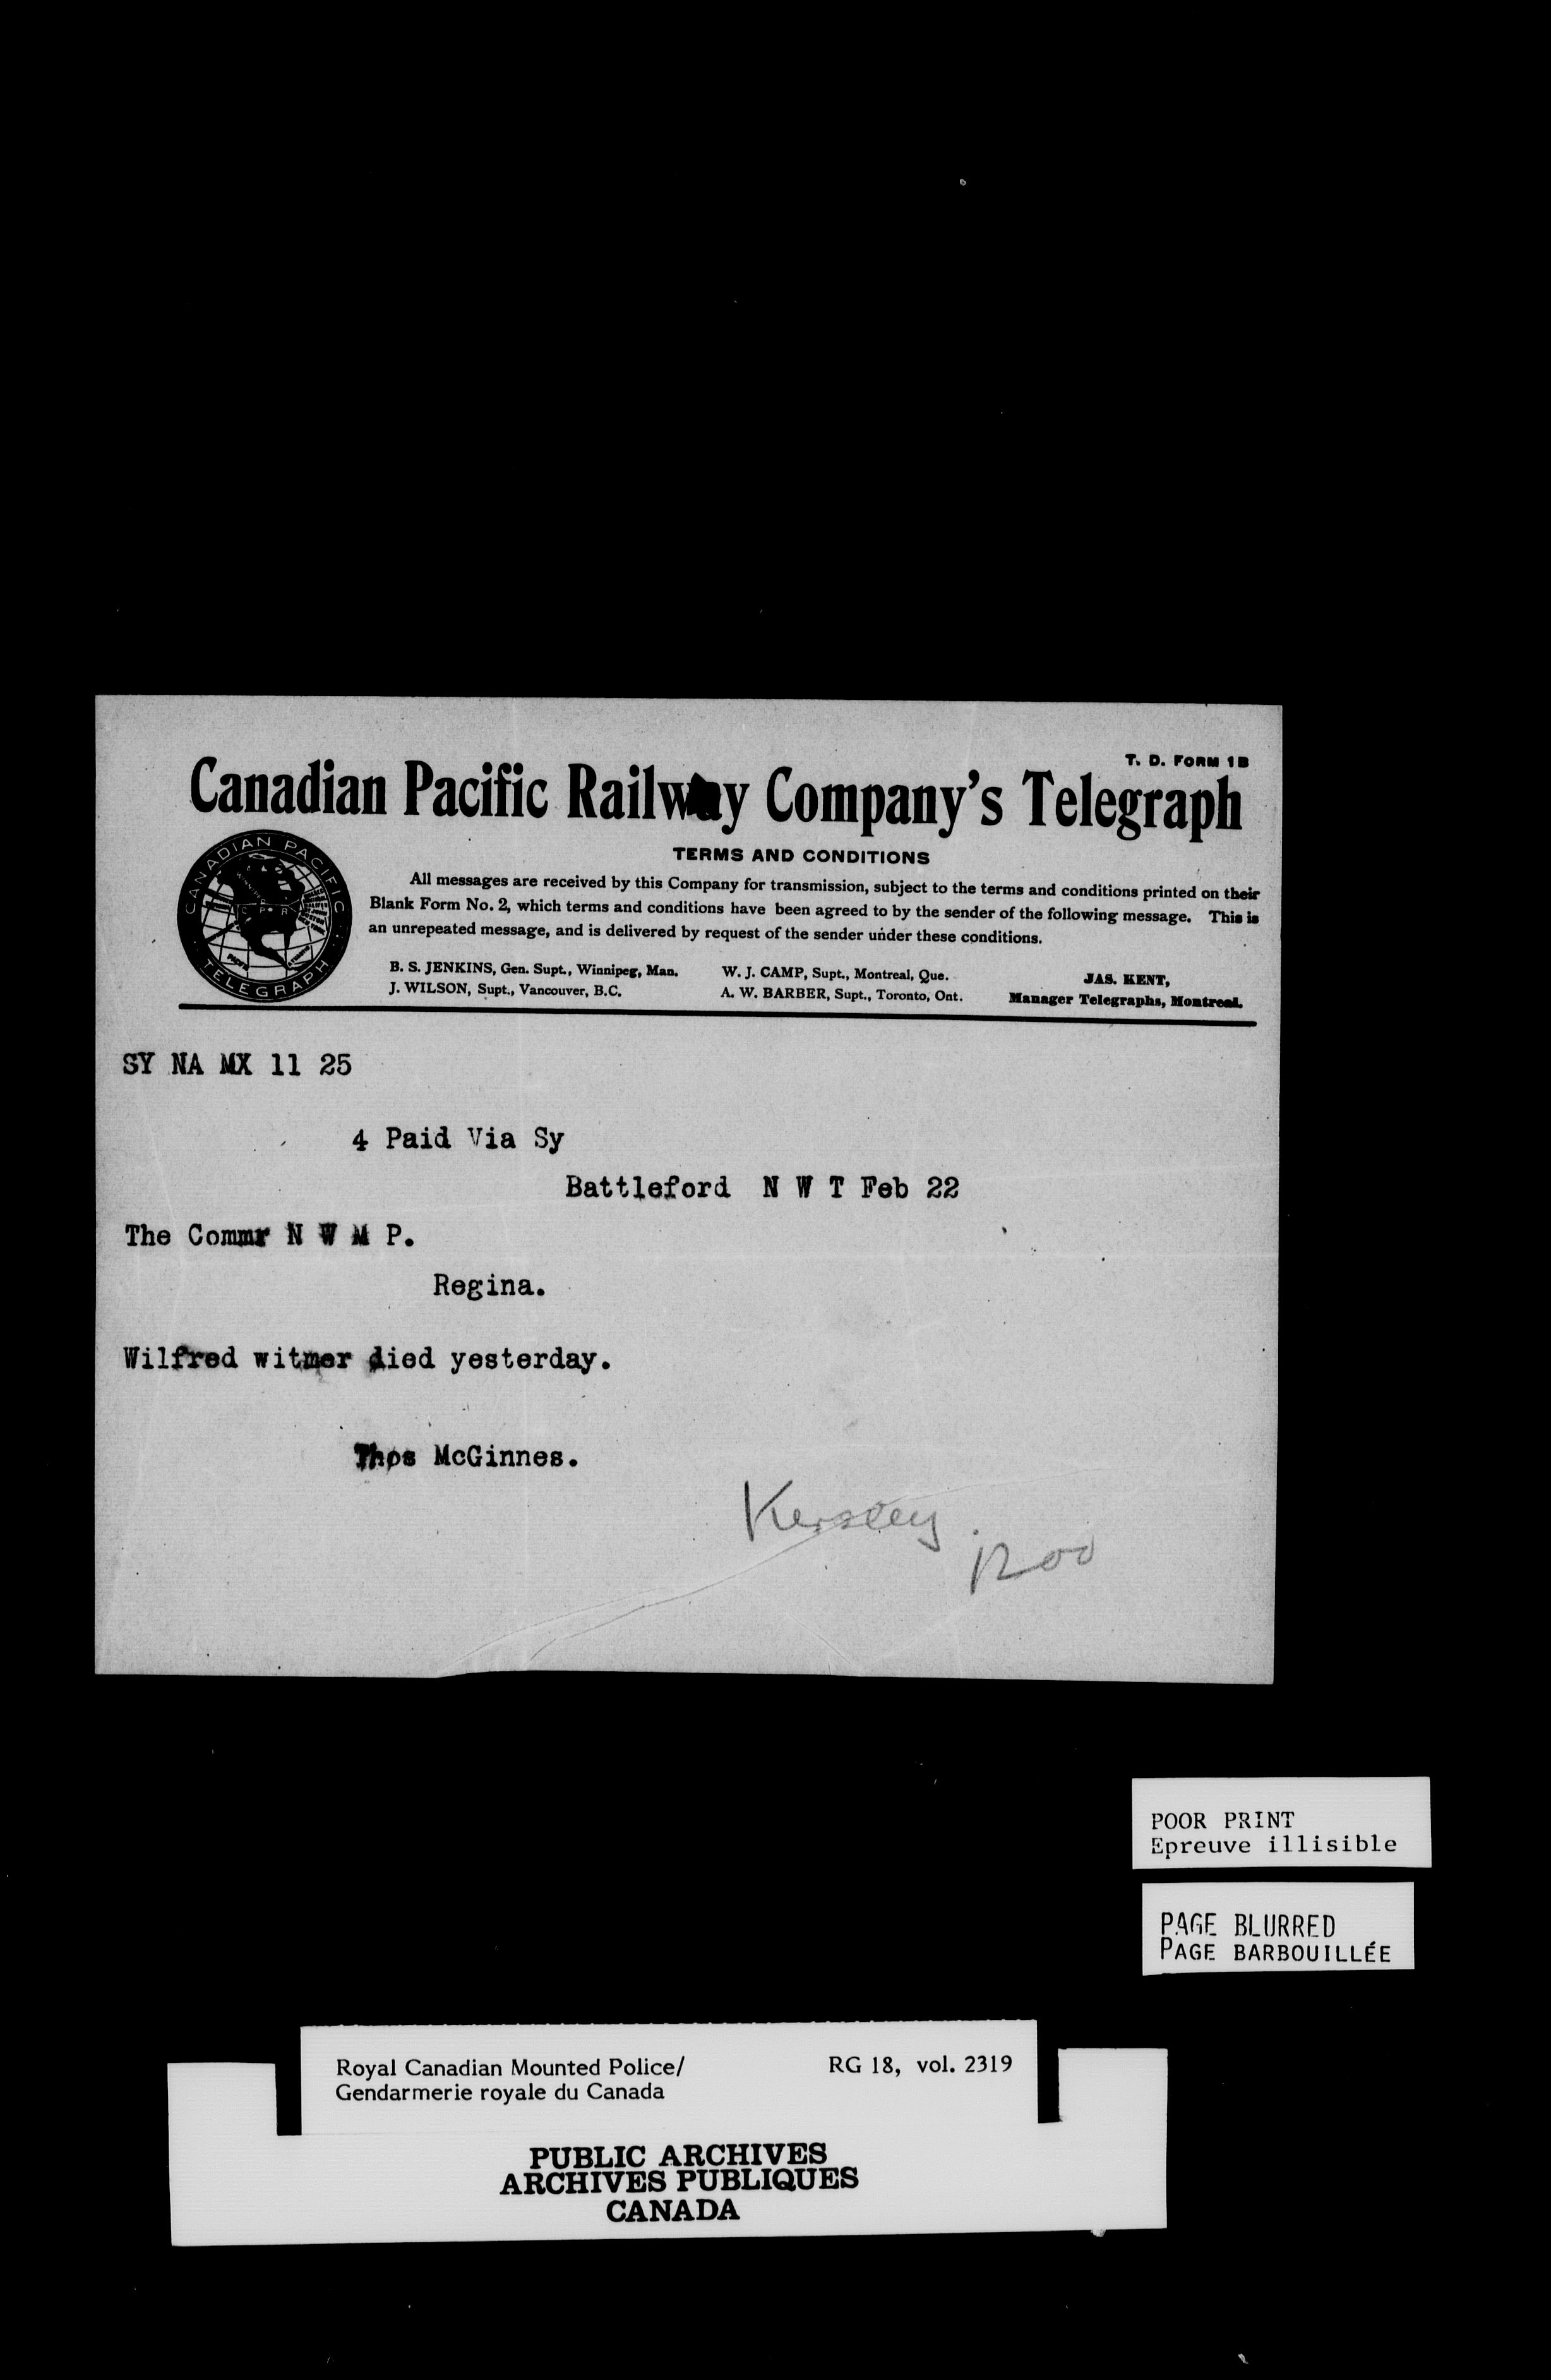 T. D. FORM 1B
Canadian Pacific Railway Company's Telegraph
CANADIAN PACIFIC
C P R
TELEGRAPH
TERMS AND CONDITIONS
All messages are received by this Company for transmission, subject to the terms and conditions printed on their
Blank Form No. 2, which terms and conditions have been agreed to by the sender of the following message. This is
an unrepeated message, and is delivered by request of the sender under these conditions.
B. S. JENKINS, Gen. Supt., Winnipeg, Man. W. J. CAMP, Supt., Montreal, Que. JAS. KENT,
J. WILSON, Supt., Vancouver, B.C. A. W. BARBER, Supt., Toronto, Ont. Manager Telegraphs, Montreal.
SY NA MX 11 25
4 Paid Via Sy
Battleford N W T Feb 22
The Commr N W M P.
Regina.
Wilfred witmer died yesterday.
Thos McGinnes.
Kersley
1200
POOR PRINT
Epreuve illisible
PAGE BLURRED
PAGE BARBOUILLÉE
Royal Canadian Mounted Police/ RG 18, vol. 2319
Gendarmerie royale du Canada
PUBLIC ARCHIVES
ARCHIVES PUBLIQUES
CANADA